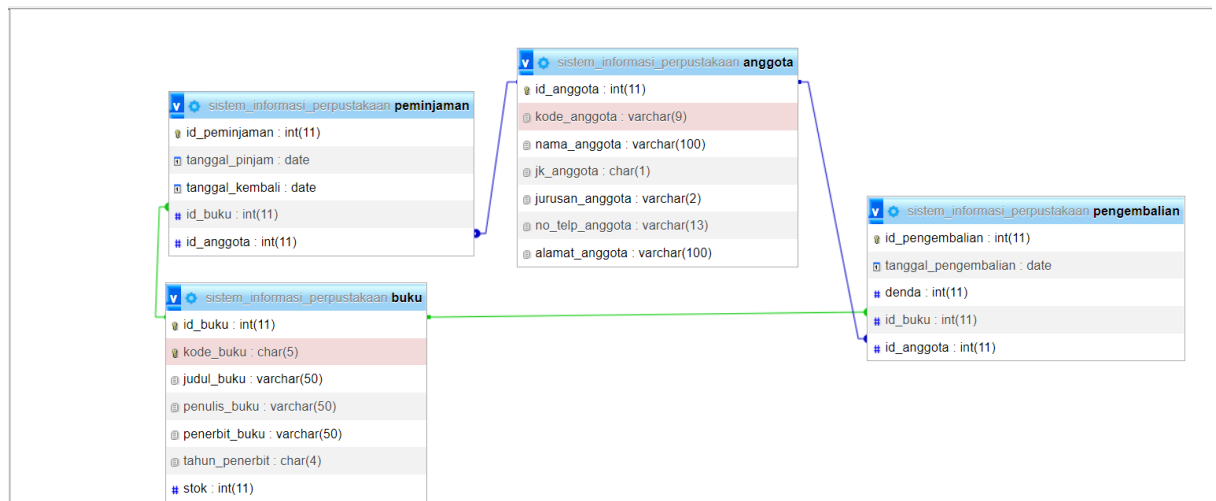 sistem_informasi_perpustakaan peminjaman
id_peminjaman : int(11)
tanggal_pinjam : date
tanggal_kembali : date
id_buku : int(11)
id_anggota : int(11)
sistem_informasi_perpustakaan anggota
id_anggota : int(11)
kode_anggota : varchar(9)
nama_anggota : varchar(100)
jk_anggota : char(1)
jurusan_anggota : varchar(2)
no_telp_anggota : varchar(13)
alamat_anggota : varchar(100)
sistem_informasi_perpustakaan pengembalian
id_pengembalian : int(11)
tanggal_pengembalian : date
denda : int(11)
id_buku : int(11)
id_anggota : int(11)
sistem_informasi_perpustakaan buku
id_buku : int(11)
kode_buku : char(5)
judul_buku : varchar(50)
penulis_buku : varchar(50)
penerbit_buku : varchar(50)
tahun_penerbit : char(4)
stok : int(11)